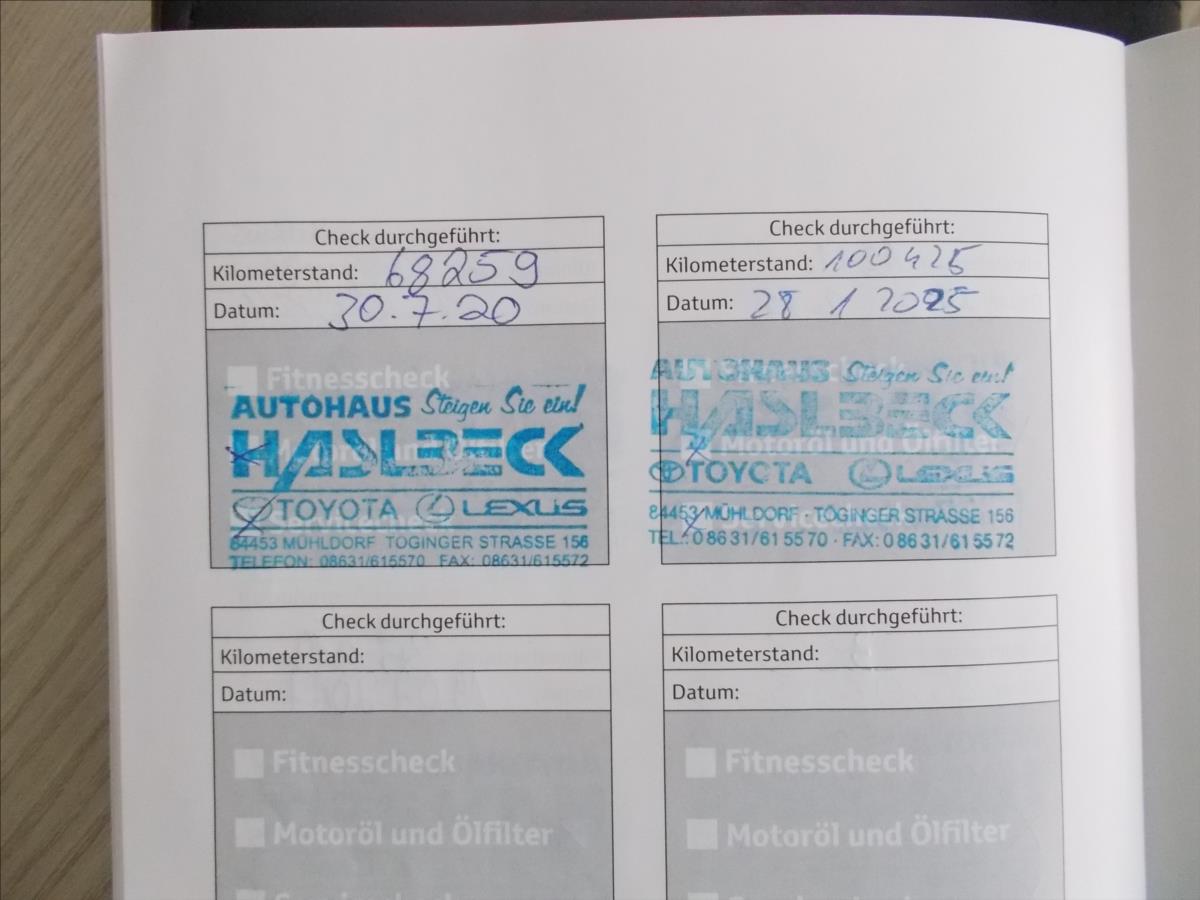 Check durchgeführt:
Kilometerstand: 68259
Datum: 30.7.20
Fitnesscheck
AUTOHAUS Steigen Sie ein!
HASLBECK
TOYOTA LEXUS
Servicecheck
84453 MÜHLDORF TÖGINGER STRASSE 156
TELEFON: 08631/615570 FAX: 08631/615572
Check durchgeführt:
Kilometerstand: 100425
Datum: 28 1 2025
AUTOHAUS Steigen Sie ein!
HASLBECK
Motoröl und Ölfilter
TOYOTA LEXUS
84453 MÜHLDORF · TÖGINGER STRASSE 156
Servicecheck
TEL.: 0 86 31/61 55 70 · FAX: 0 86 31/61 55 72
Check durchgeführt:
Kilometerstand:
Datum:
Fitnesscheck
Motoröl und Ölfilter
Check durchgeführt:
Kilometerstand:
Datum:
Fitnesscheck
Motoröl und Ölfilter